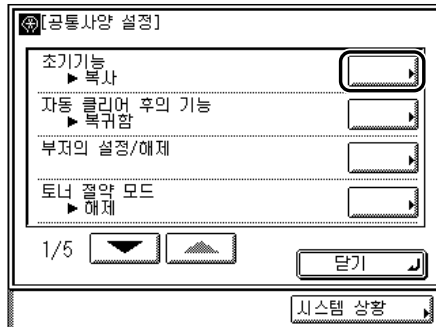 [공통사양 설정]
초기기능
▶ 복사
자동 클리어 후의 기능
▶ 복귀함
부저의 설정/해제
토너 절약 모드
▶ 해제
1/5
닫기
시스템 상황